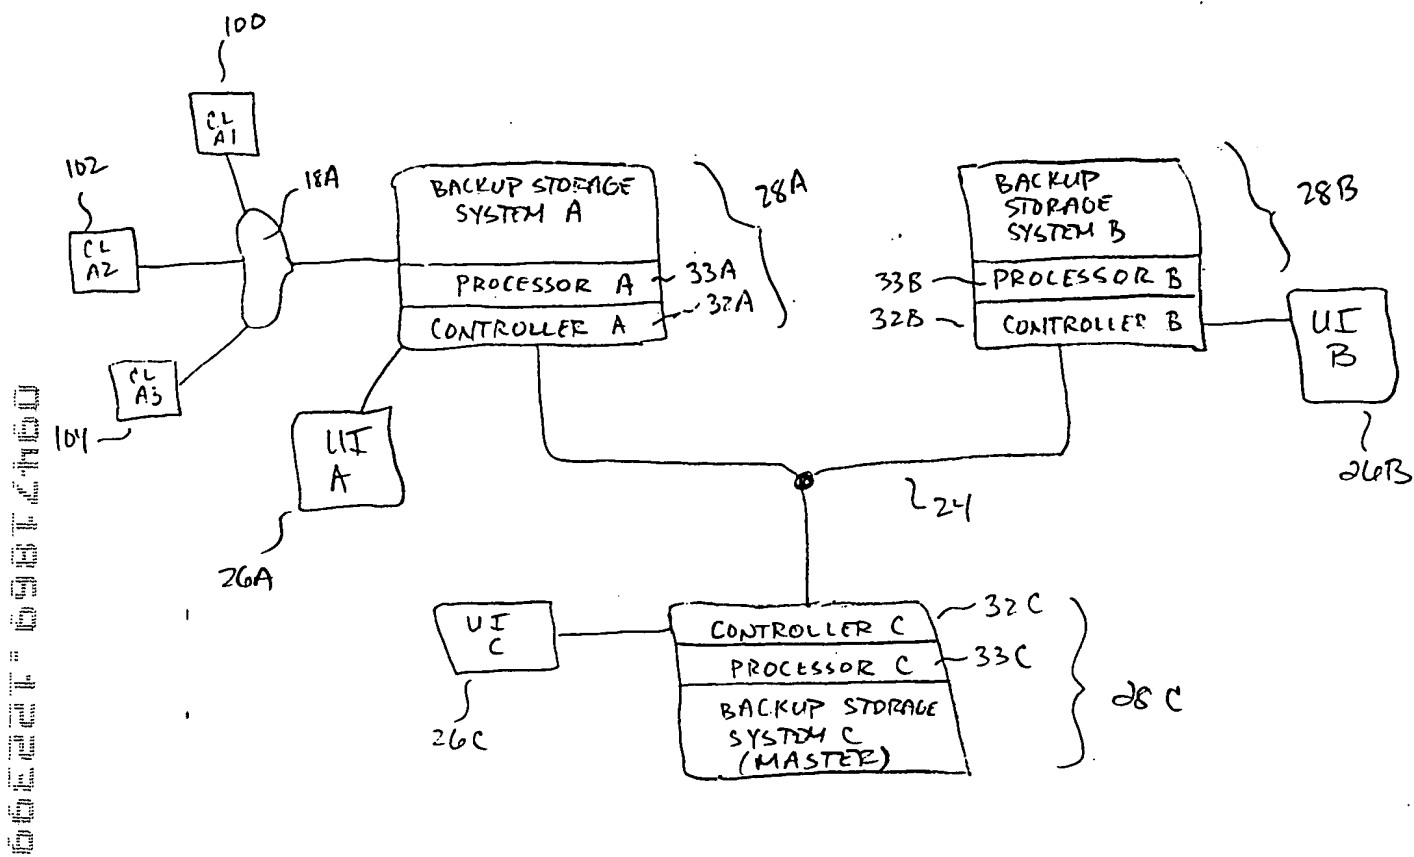 100
CL
A1
102
CL
A2
18A
CL
A3
104
BACKUP STORAGE
SYSTEM A
PROCESSOR A
CONTROLLER A
33A
32A
28A
UI
A
26A
BACKUP
STORAGE
SYSTEM B
PROCESSOR B
CONTROLLER B
33B
32B
28B
UI
B
26B
24
UI
C
26C
CONTROLLER C
PROCESSOR C
BACKUP STORAGE
SYSTEM C
(MASTER)
32C
33C
28C
09471869.122399